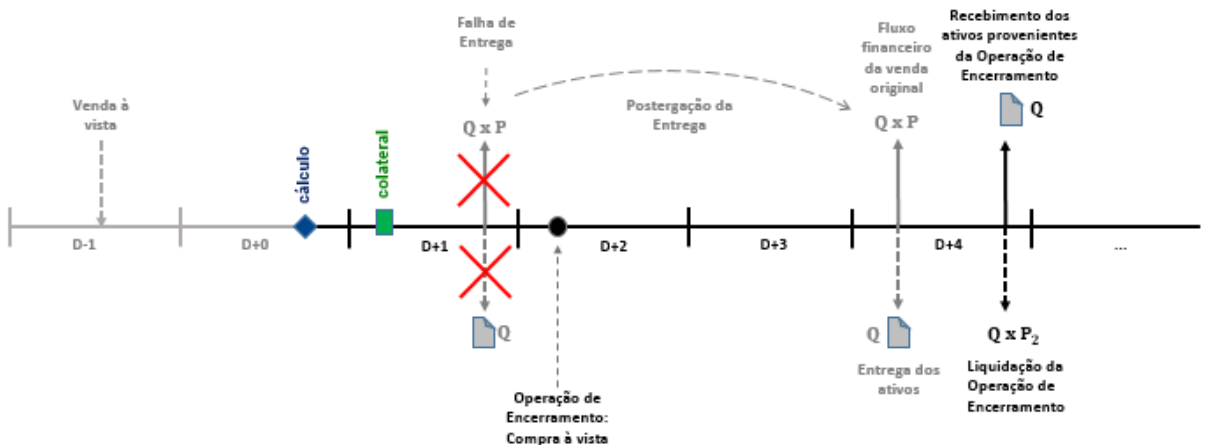 Falha de
Entrega
Fluxo
financeiro
da venda
original
Recebimento dos
ativos provenientes
da Operação de
Encerramento
Venda à
vista
Q x P
Postergação da
Entrega
Q x P
Q
cálculo
colateral
D-1
D+0
D+1
D+2
D+3
D+4
...
Q
Q
Q x P₂
Operação de
Encerramento:
Compra à vista
Entrega dos
ativos
Liquidação da
Operação de
Encerramento